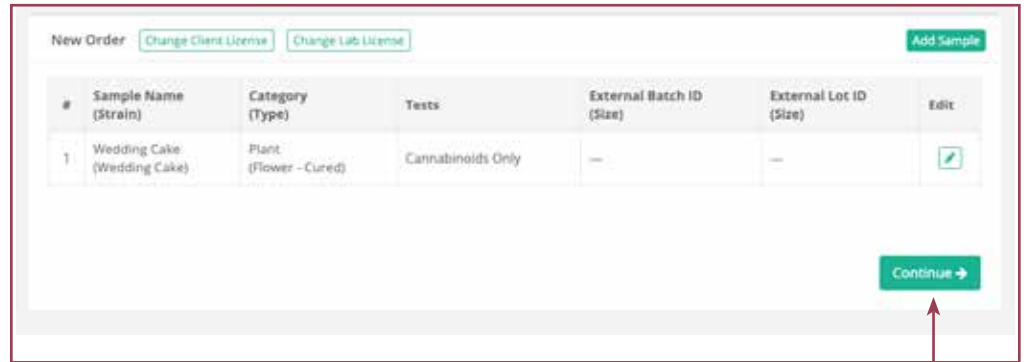 New Order Change Client License Change Lab License Add Sample
# Sample Name Category Tests External Batch ID External Lot ID Edit
(Strain) (Type) (Size) (Size)
1 Wedding Cake Plant Cannabinoids Only — —
(Wedding Cake) (Flower - Cured)
Continue →